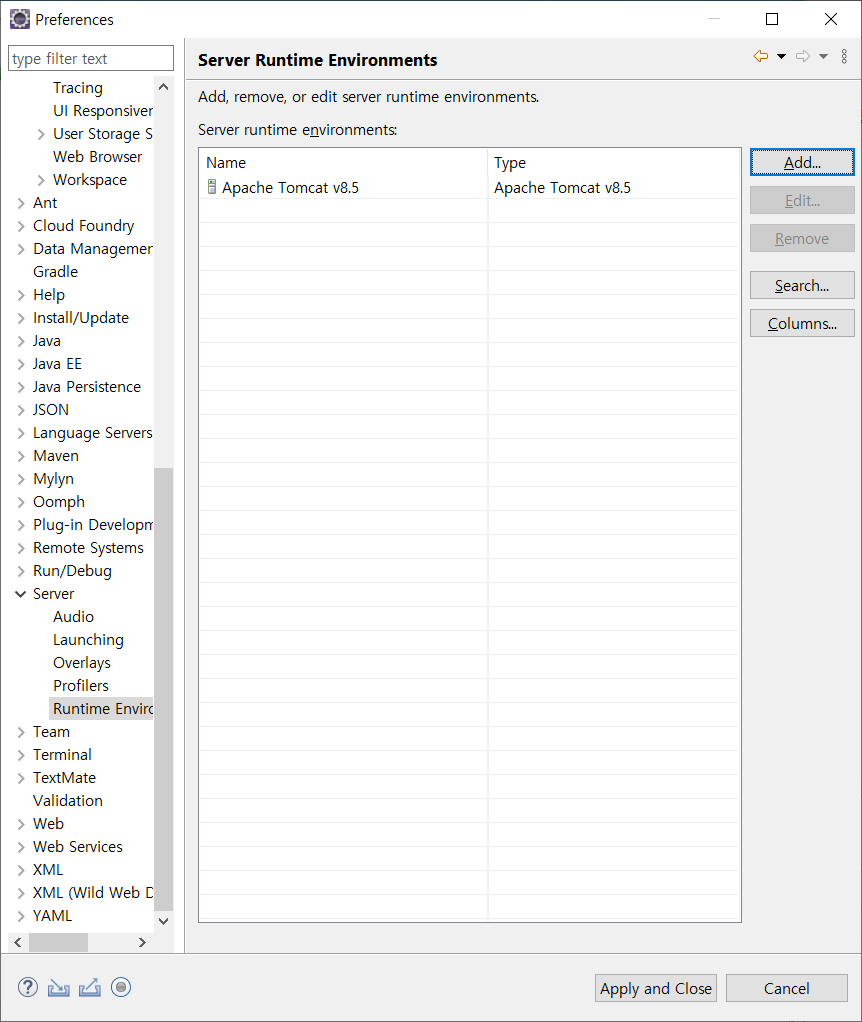 Preferences
type filter text
Tracing
UI Responsiver
User Storage S
Web Browser
Workspace
Ant
Cloud Foundry
Data Managemer
Gradle
Help
Install/Update
Java
Java EE
Java Persistence
JSON
Language Servers
Maven
Mylyn
Oomph
Plug-in Developm
Remote Systems
Run/Debug
Server
Audio
Launching
Overlays
Profilers
Runtime Enviro
Team
Terminal
TextMate
Validation
Web
Web Services
XML
XML (Wild Web D
YAML
Server Runtime Environments
Add, remove, or edit server runtime environments.
Server runtime environments:
Name Type
Apache Tomcat v8.5 Apache Tomcat v8.5
Add...
Edit...
Remove
Search...
Columns...
Apply and Close
Cancel